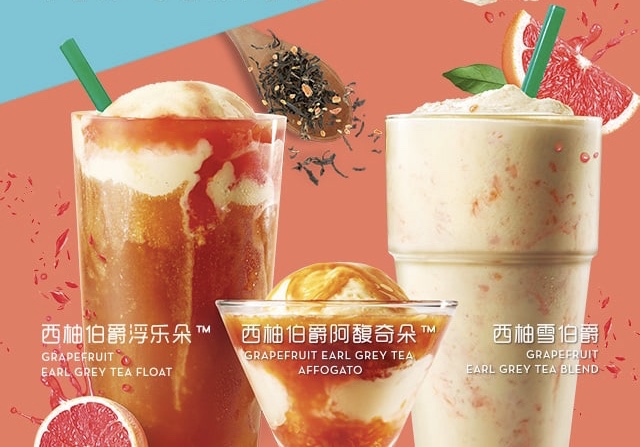 西柚伯爵浮乐朵™
GRAPEFRUIT
EARL GREY TEA FLOAT
西柚伯爵阿馥奇朵™
GRAPEFRUIT EARL GREY TEA
AFFOGATO
西柚雪伯爵
GRAPEFRUIT
EARL GREY TEA BLEND